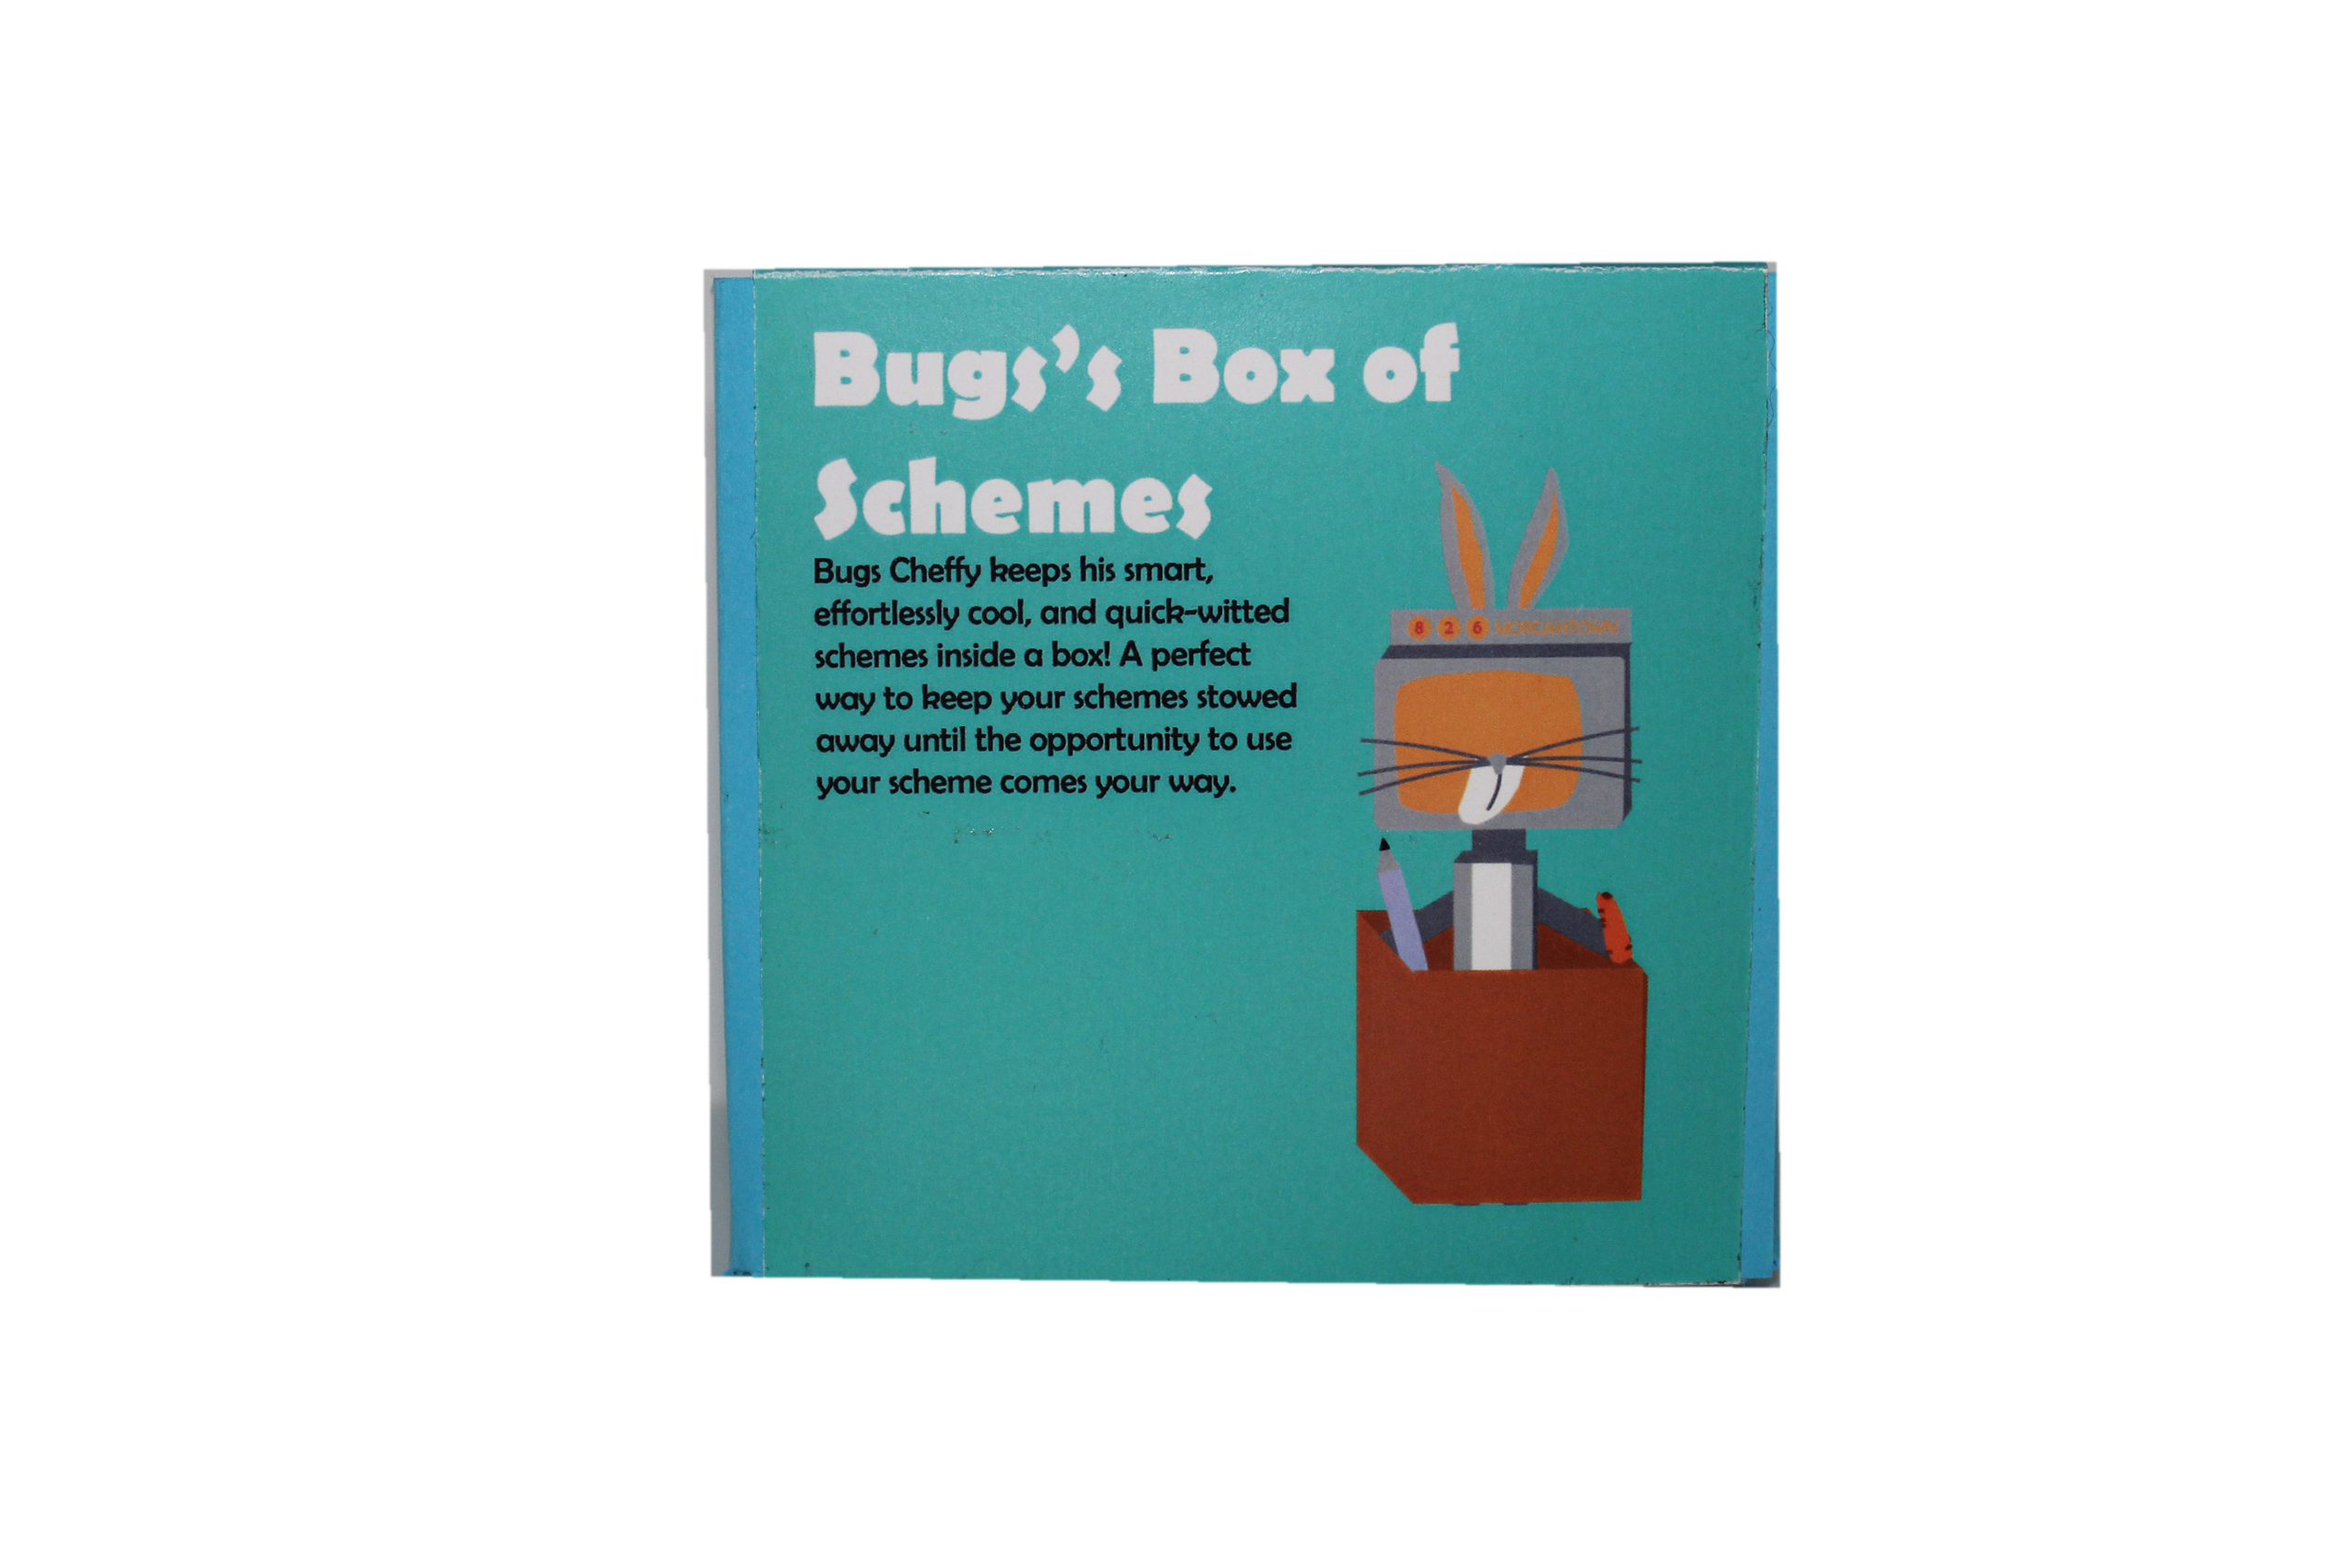 Bugs's Box of
Schemes
Bugs Cheffy keeps his smart,
effortlessly cool, and quick-witted
schemes inside a box! A perfect
way to keep your schemes stowed
away until the opportunity to use
your scheme comes your way.
8 2 6 MORGANTOWN